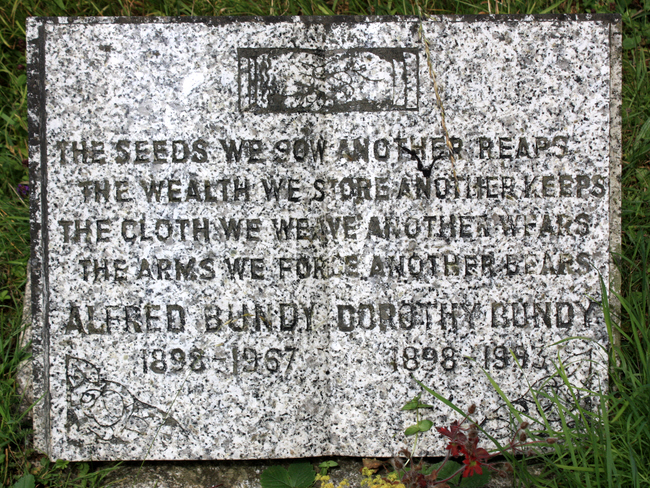 THE SEEDS WE SOW ANOTHER REAPS.
THE WEALTH WE STORE ANOTHER KEEPS
THE CLOTH WE WEAVE ANOTHER WEARS.
THE ARMS WE FORGE ANOTHER BEARS.
ALFRED BUNDY DOROTHY BUNDY
1898-1967 1898-